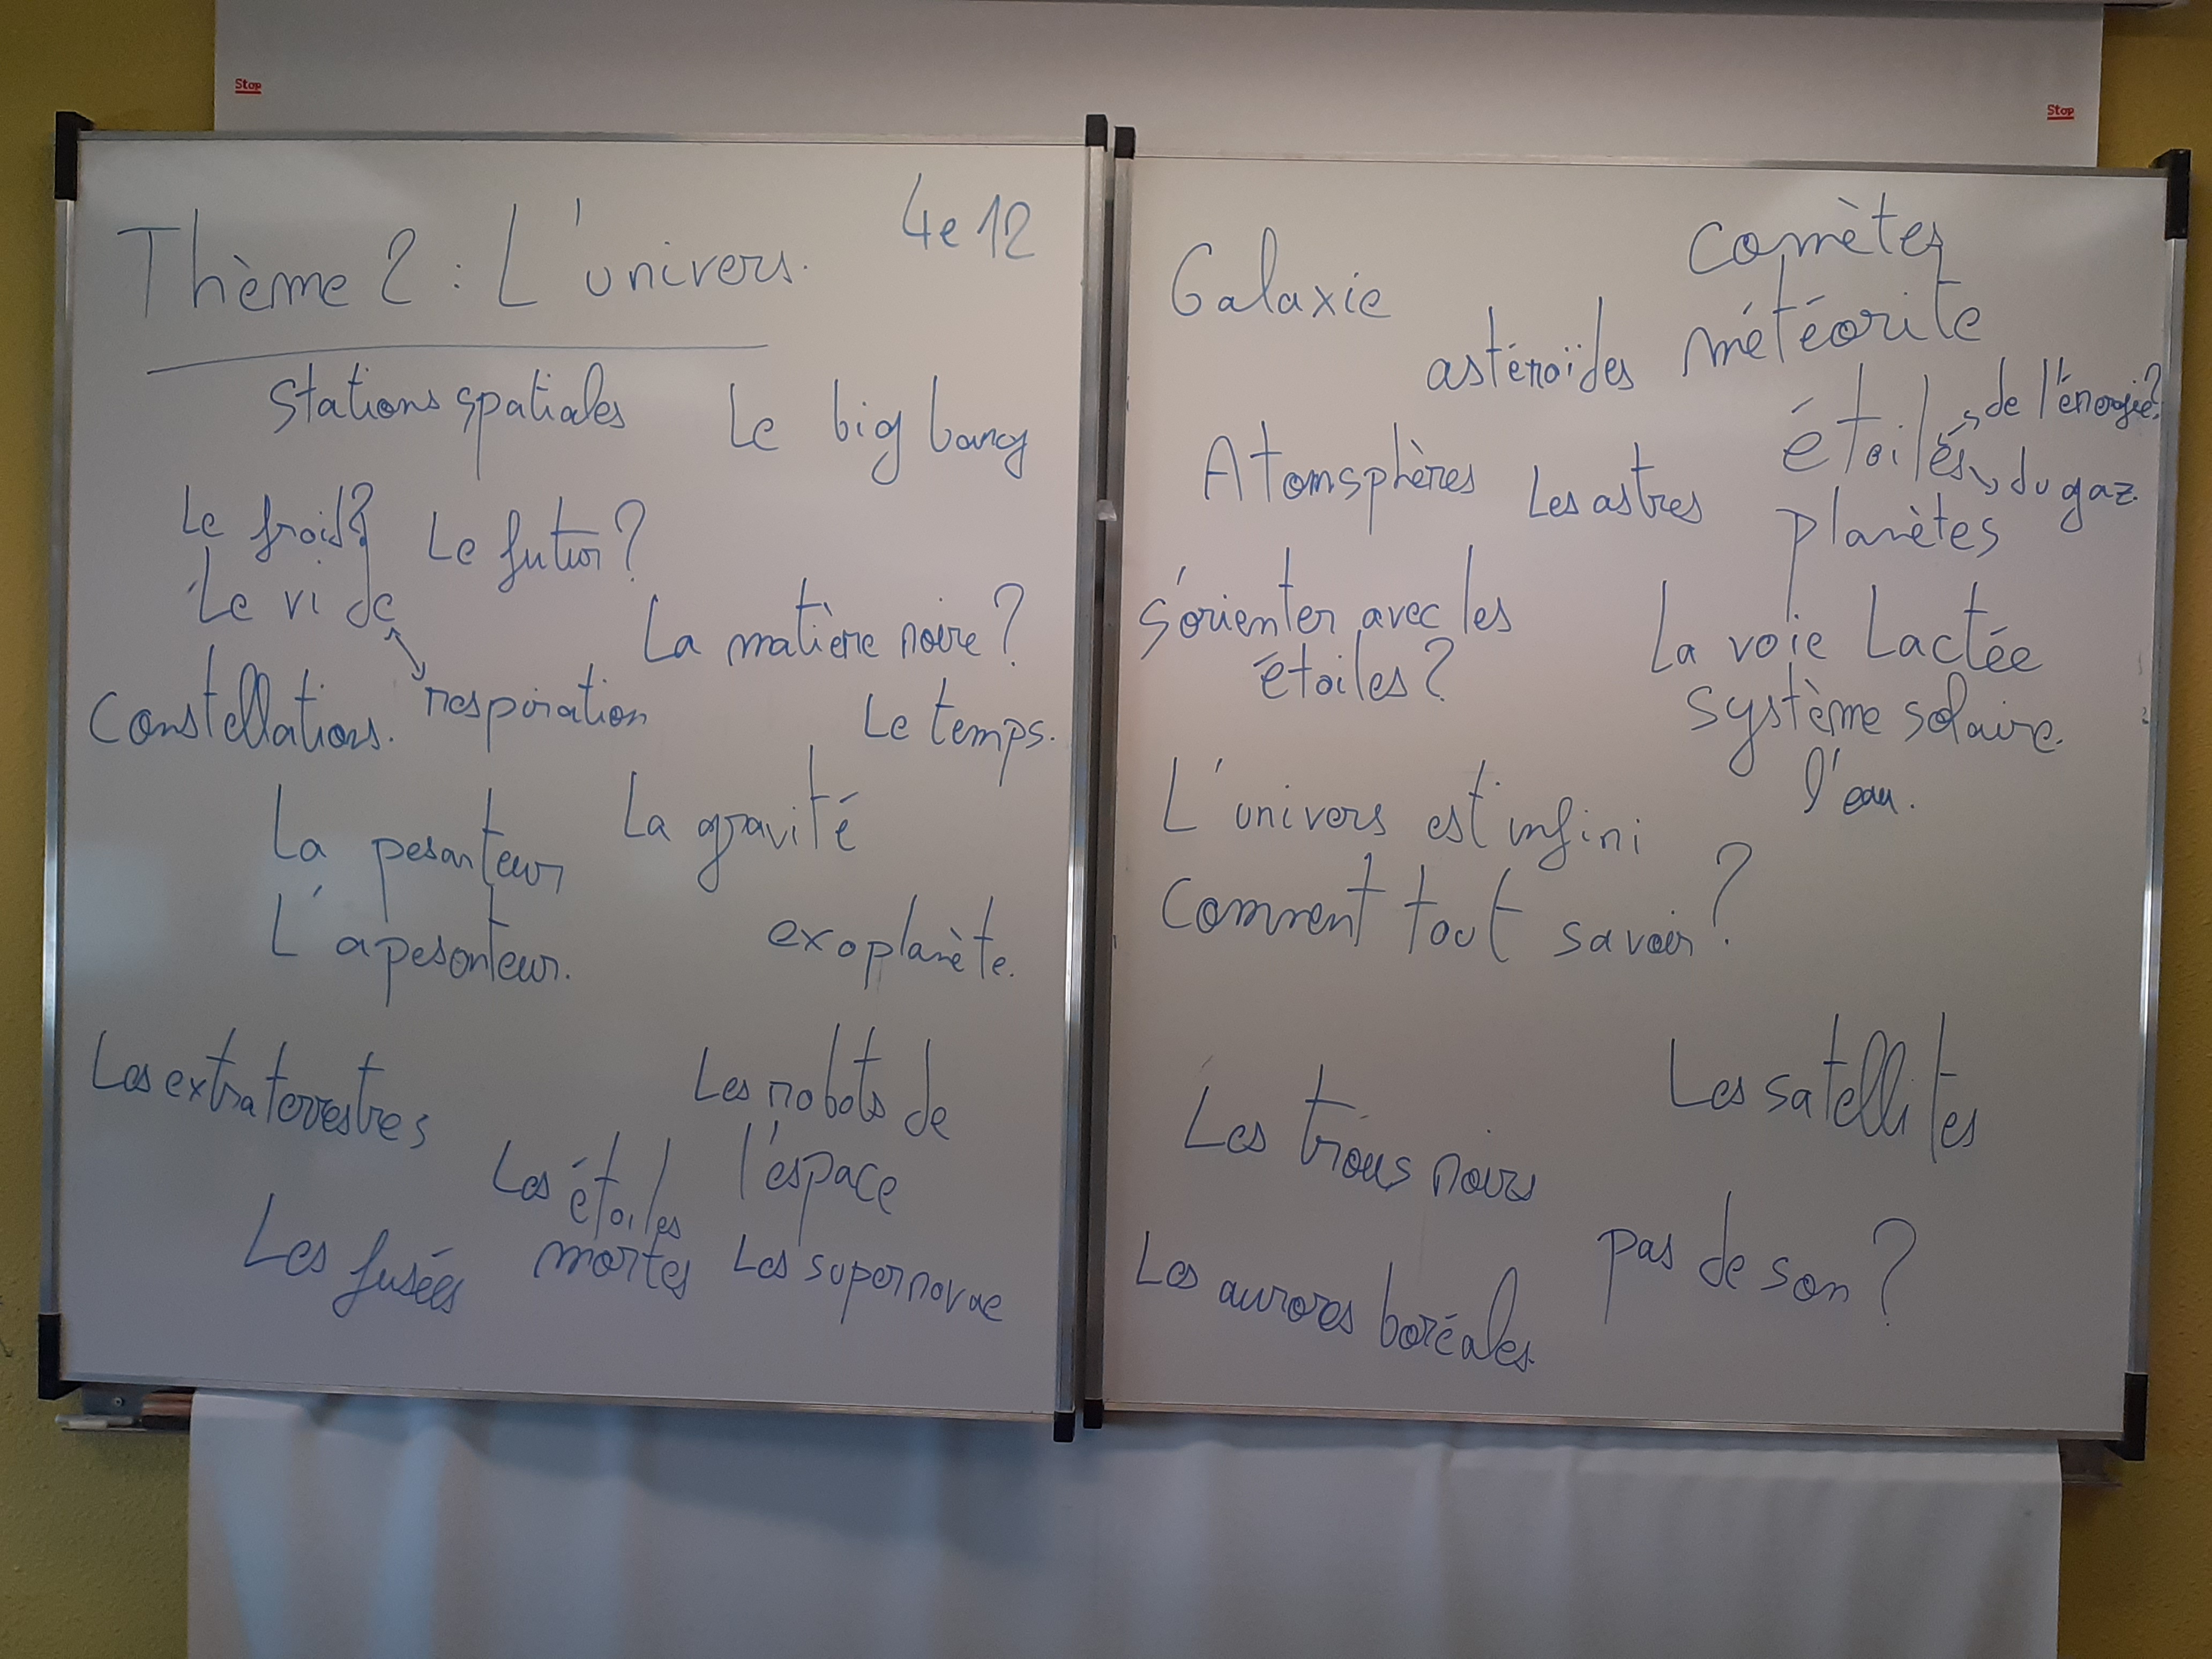 Stop
Stop
4e 12
Thème 2 : L'univers.
Stations spatiales
Le big bang
Le froid?
Le futur?
Le vide
La matière noire?
respiration
Constellations.
Le temps.
La gravité
La pesanteur
L'apesanteur.
exoplanète.
Les extraterrestres
Les robots de
l'espace
Les étoiles
mortes
Les fusées
Les supernovae
Comètes
Galaxie
météorite
astéroïdes
étoiles
de l'énergie?
du gaz.
Atomsphères
Les astres
planètes
s'orienter avec les
étoiles?
La voie Lactée
système solaire.
l'eau.
L'univers est infini
Comment tout savoir?
Les satellites
Les trous noirs
pas de son?
Les aurores boréales.